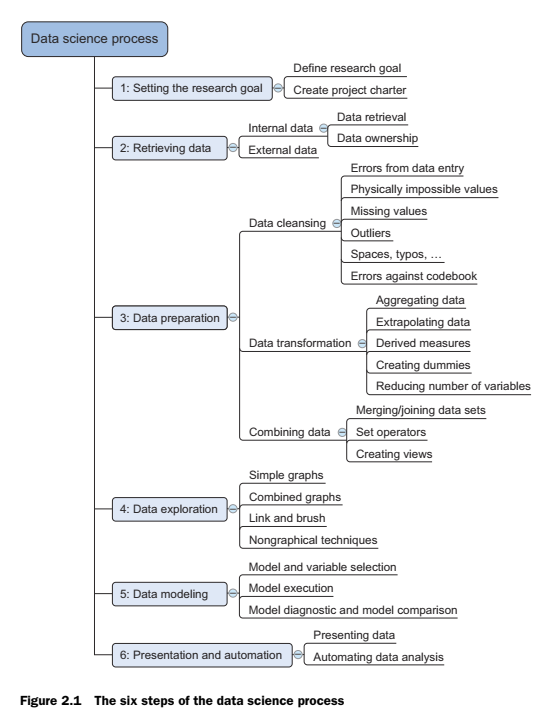 Data science process
1: Setting the research goal
Define research goal
Create project charter
2: Retrieving data
Internal data
Data retrieval
Data ownership
External data
3: Data preparation
Data cleansing
Errors from data entry
Physically impossible values
Missing values
Outliers
Spaces, typos, …
Errors against codebook
Data transformation
Aggregating data
Extrapolating data
Derived measures
Creating dummies
Reducing number of variables
Combining data
Merging/joining data sets
Set operators
Creating views
4: Data exploration
Simple graphs
Combined graphs
Link and brush
Nongraphical techniques
5: Data modeling
Model and variable selection
Model execution
Model diagnostic and model comparison
6: Presentation and automation
Presenting data
Automating data analysis
Figure 2.1 The six steps of the data science process